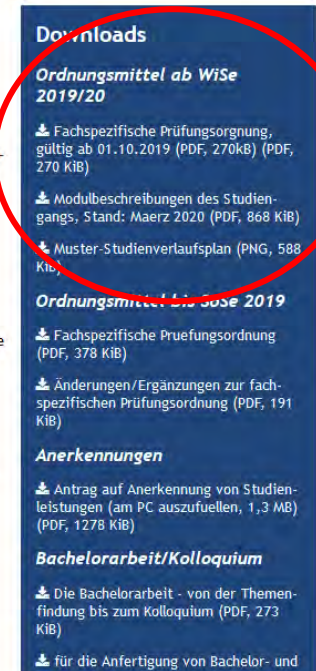 Downloads
Ordnungsmittel ab WiSe
2019/20
Fachspezifische Prüfungsorgnung,
gültig ab 01.10.2019 (PDF, 270kB) (PDF,
270 KiB)
Modulbeschreibungen des Studien-
gangs, Stand: Maerz 2020 (PDF, 868 KiB)
Muster-Studienverlaufsplan (PNG, 588
KiB)
Ordnungsmittel bis SoSe 2019
Fachspezifische Pruefungsordnung
(PDF, 378 KiB)
Änderungen/Ergänzungen zur fach-
spezifischen Prüfungsordnung (PDF, 191
KiB)
Anerkennungen
Antrag auf Anerkennung von Studien-
leistungen (am PC auszufuellen, 1,3 MB)
(PDF, 1278 KiB)
Bachelorarbeit/Kolloquium
Die Bachelorarbeit - von der Themen-
findung bis zum Kolloquium (PDF, 273
KiB)
für die Anfertigung von Bachelor- und